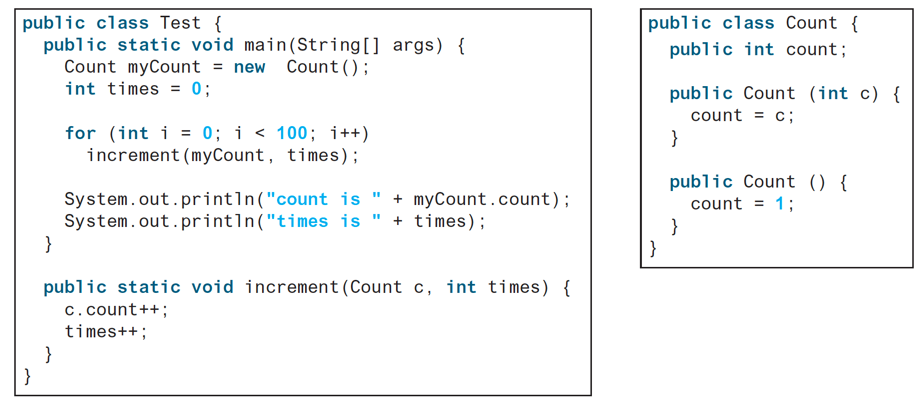 public class Test {
  public static void main(String[] args) {
    Count myCount = new  Count();
    int times = 0;

    for (int i = 0; i < 100; i++)
      increment(myCount, times);

    System.out.println("count is " + myCount.count);
    System.out.println("times is " + times);
  }

  public static void increment(Count c, int times) {
    c.count++;
    times++;
  }
}

public class Count {
  public int count;

  public Count (int c) {
    count = c;
  }

  public Count () {
    count = 1;
  }
}